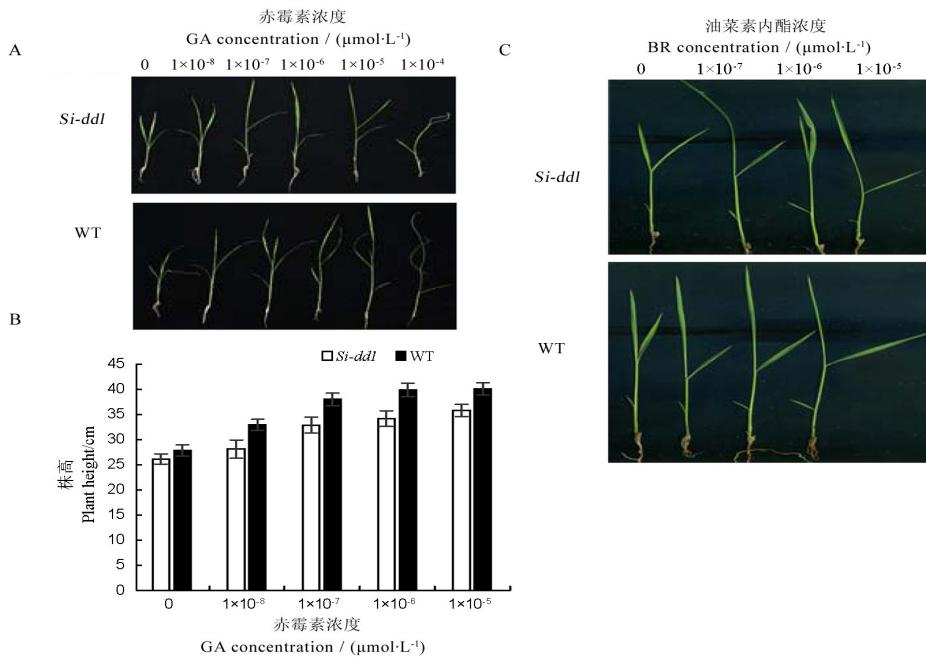 A
赤霉素浓度
GA concentration / (μmol·L⁻¹)
0 1×10⁻⁸ 1×10⁻⁷ 1×10⁻⁶ 1×10⁻⁵ 1×10⁻⁴
Si-ddl
WT
B
Si-ddl WT
45
40
35
30
25
20
15
10
5
0
株高
Plant height/cm
0 1×10⁻⁸ 1×10⁻⁷ 1×10⁻⁶ 1×10⁻⁵
赤霉素浓度
GA concentration / (μmol·L⁻¹)
C
油菜素内酯浓度
BR concentration / (μmol·L⁻¹)
0 1×10⁻⁷ 1×10⁻⁶ 1×10⁻⁵
Si-ddl
WT